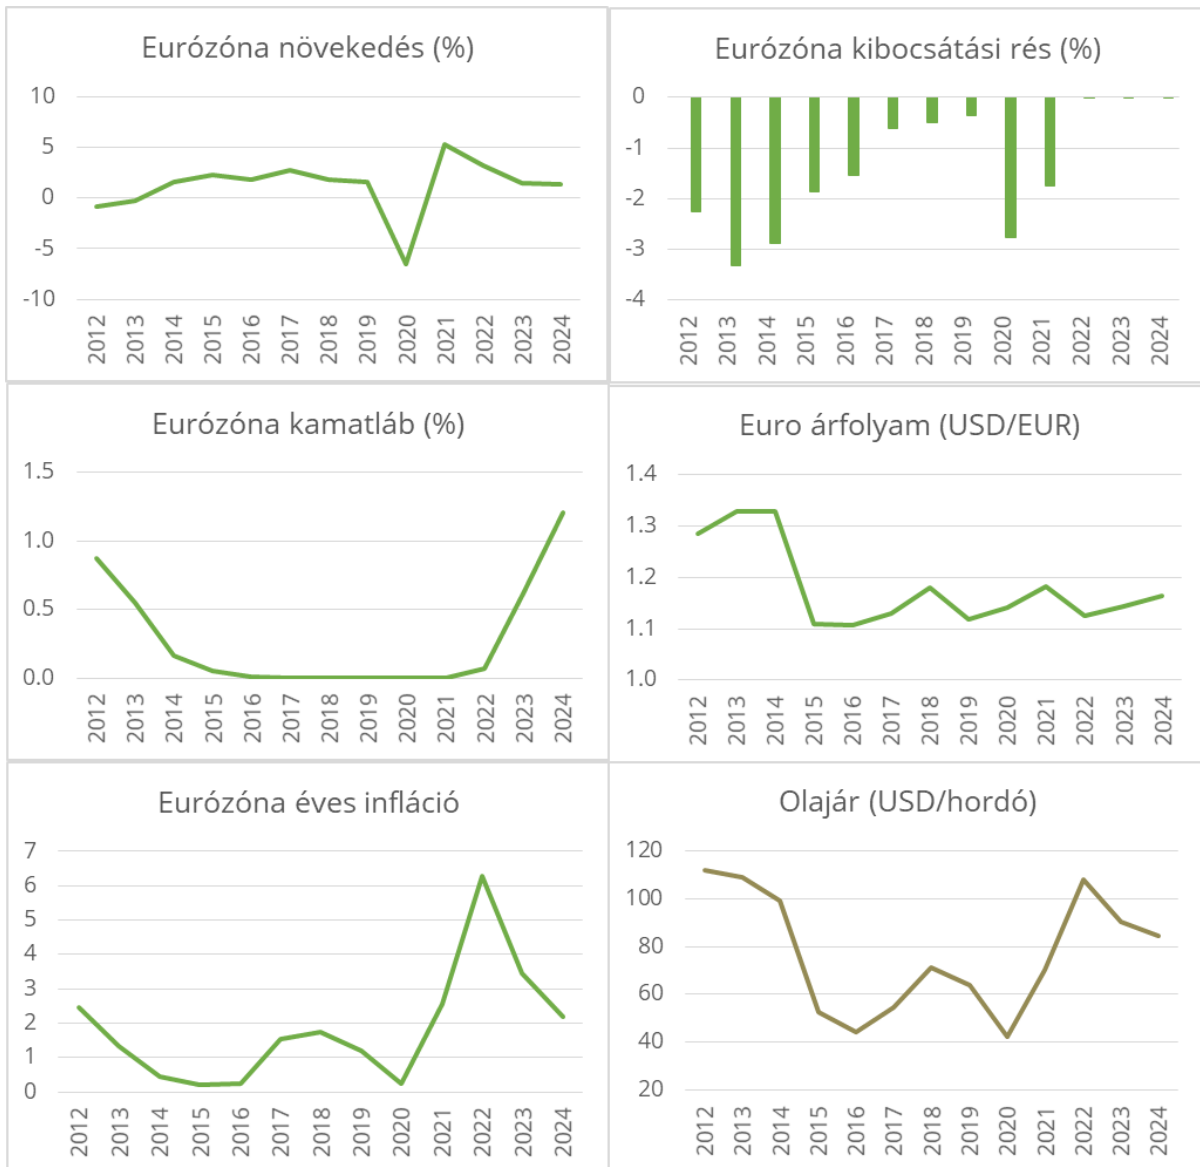 Eurózóna növekedés (%)
10
5
0
-5
-10
2012 2013 2014 2015 2016 2017 2018 2019 2020 2021 2022 2023 2024
Eurózóna kibocsátási rés (%)
0
-1
-2
-3
-4
2012 2013 2014 2015 2016 2017 2018 2019 2020 2021 2022 2023 2024
Eurózóna kamatláb (%)
1.5
1.0
0.5
0.0
2012 2013 2014 2015 2016 2017 2018 2019 2020 2021 2022 2023 2024
Euro árfolyam (USD/EUR)
1.4
1.3
1.2
1.1
1.0
2012 2013 2014 2015 2016 2017 2018 2019 2020 2021 2022 2023 2024
Eurózóna éves infláció
7
6
5
4
3
2
1
0
2012 2013 2014 2015 2016 2017 2018 2019 2020 2021 2022 2023 2024
Olajár (USD/hordó)
120
100
80
60
40
20
2012 2013 2014 2015 2016 2017 2018 2019 2020 2021 2022 2023 2024